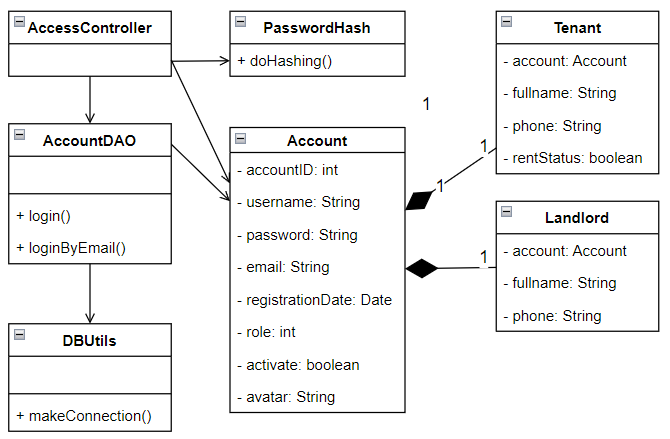 AccessController
PasswordHash
+ doHashing()
Tenant
- account: Account
- fullname: String
- phone: String
- rentStatus: boolean
1
1
1
AccountDAO
+ login()
+ loginByEmail()
Account
- accountID: int
- username: String
- password: String
- email: String
- registrationDate: Date
- role: int
- activate: boolean
- avatar: String
Landlord
- account: Account
- fullname: String
- phone: String
1
DBUtils
+ makeConnection()